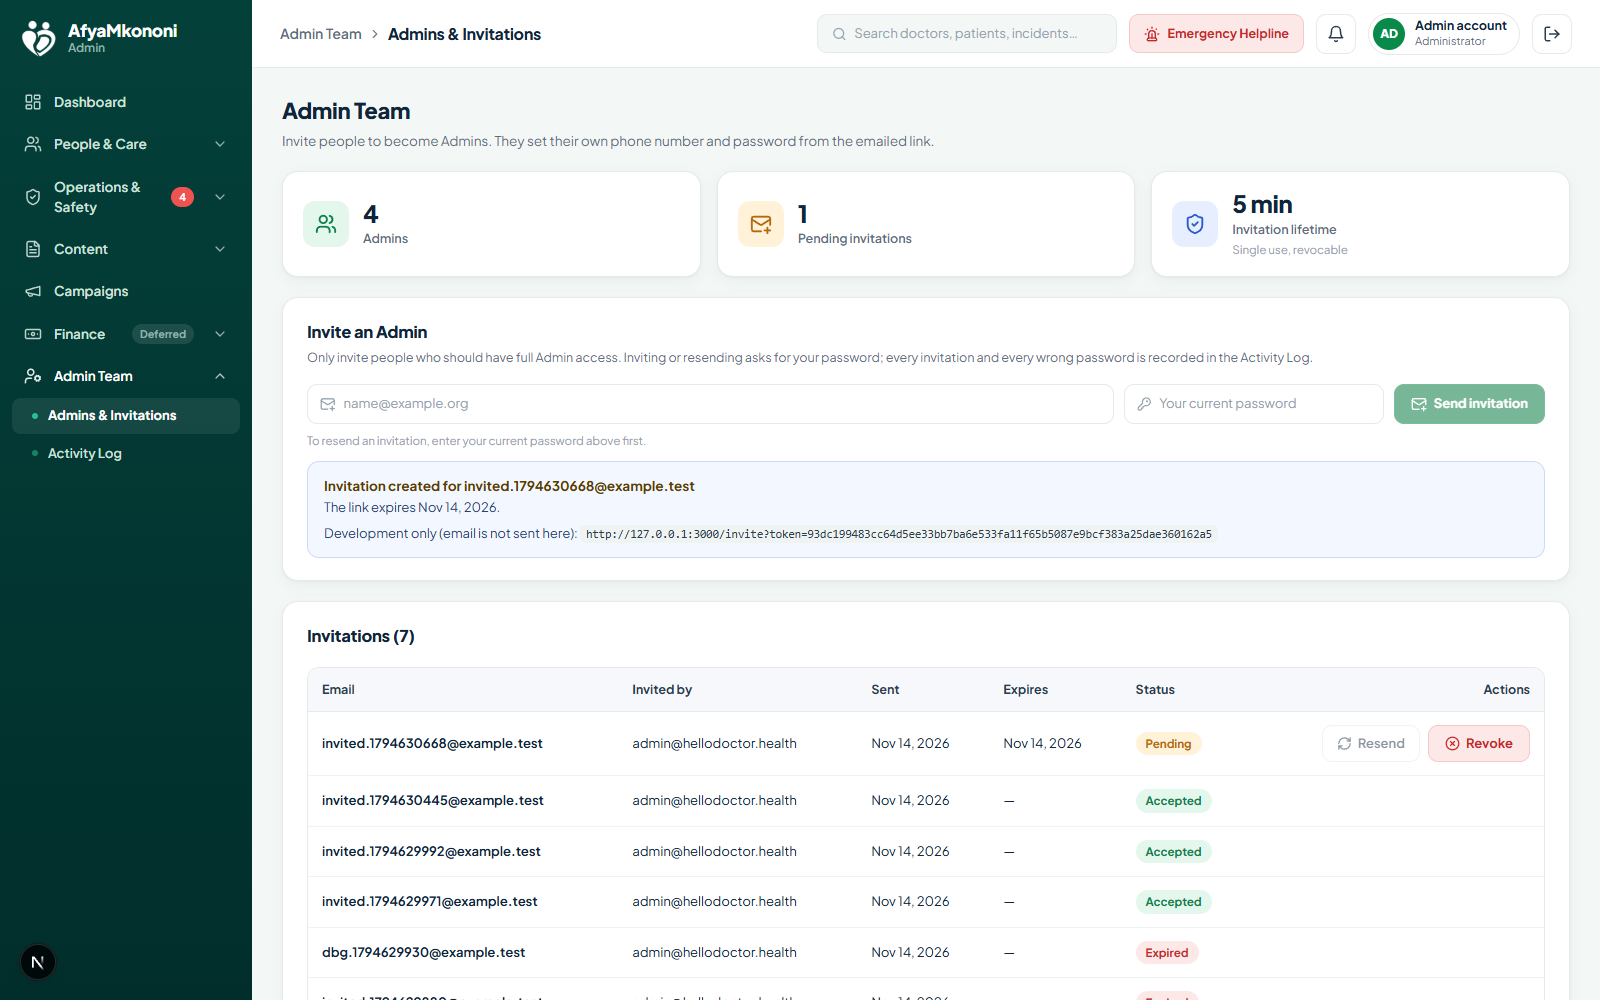 AfyaMkononi
Admin
Dashboard
People & Care
Operations & Safety
4
Content
Campaigns
Finance
Deferred
Admin Team
Admins & Invitations
Activity Log
N
Admin Team > Admins & Invitations
Search doctors, patients, incidents…
Emergency Helpline
AD
Admin account
Administrator
Admin Team
Invite people to become Admins. They set their own phone number and password from the emailed link.
4
Admins
1
Pending invitations
5 min
Invitation lifetime
Single use, revocable
Invite an Admin
Only invite people who should have full Admin access. Inviting or resending asks for your password; every invitation and every wrong password is recorded in the Activity Log.
name@example.org
Your current password
Send invitation
To resend an invitation, enter your current password above first.
Invitation created for invited.1794630668@example.test
The link expires Nov 14, 2026.
Development only (email is not sent here): http://127.0.0.1:3000/invite?token=93dc199483cc64d5ee33bb7ba6e533fa11f65b5087e9bcf383a25dae360162a5
Invitations (7)
Email Invited by Sent Expires Status Actions
invited.1794630668@example.test admin@hellodoctor.health Nov 14, 2026 Nov 14, 2026 Pending Resend Revoke
invited.1794630445@example.test admin@hellodoctor.health Nov 14, 2026 — Accepted
invited.1794629992@example.test admin@hellodoctor.health Nov 14, 2026 — Accepted
invited.1794629971@example.test admin@hellodoctor.health Nov 14, 2026 — Accepted
dbg.1794629930@example.test admin@hellodoctor.health Nov 14, 2026 — Expired